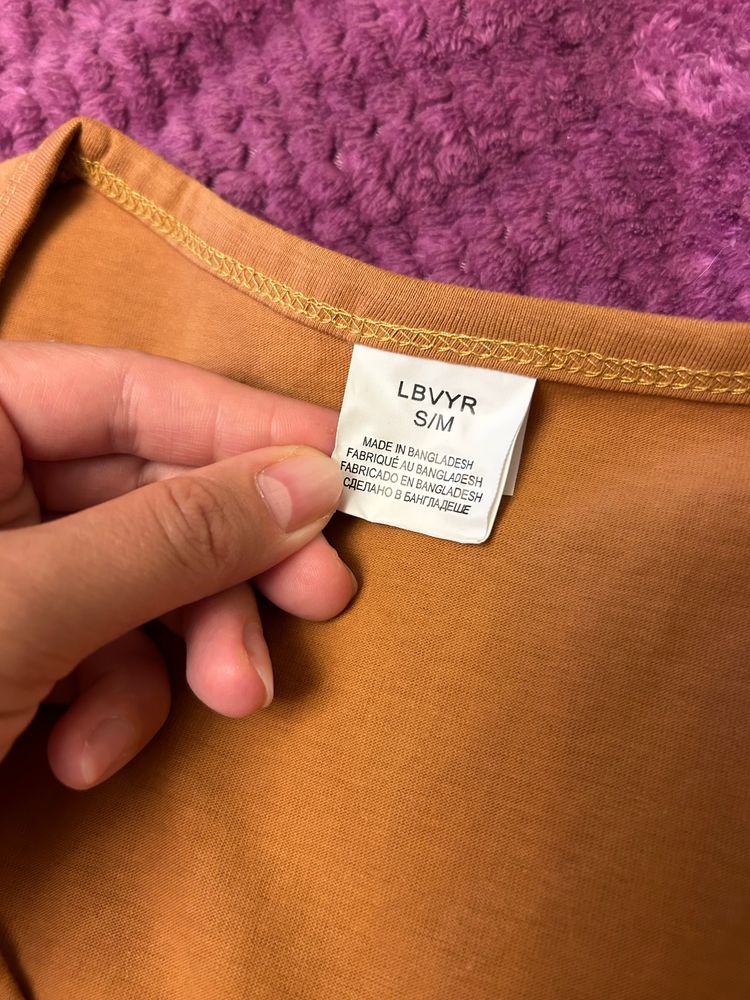 LBVYR
S/M
MADE IN BANGLADESH
FABRIQUÉ AU BANGLADESH
FABRICADO EN BANGLADESH
СДЕЛАНО В БАНГЛАДЕШЕ